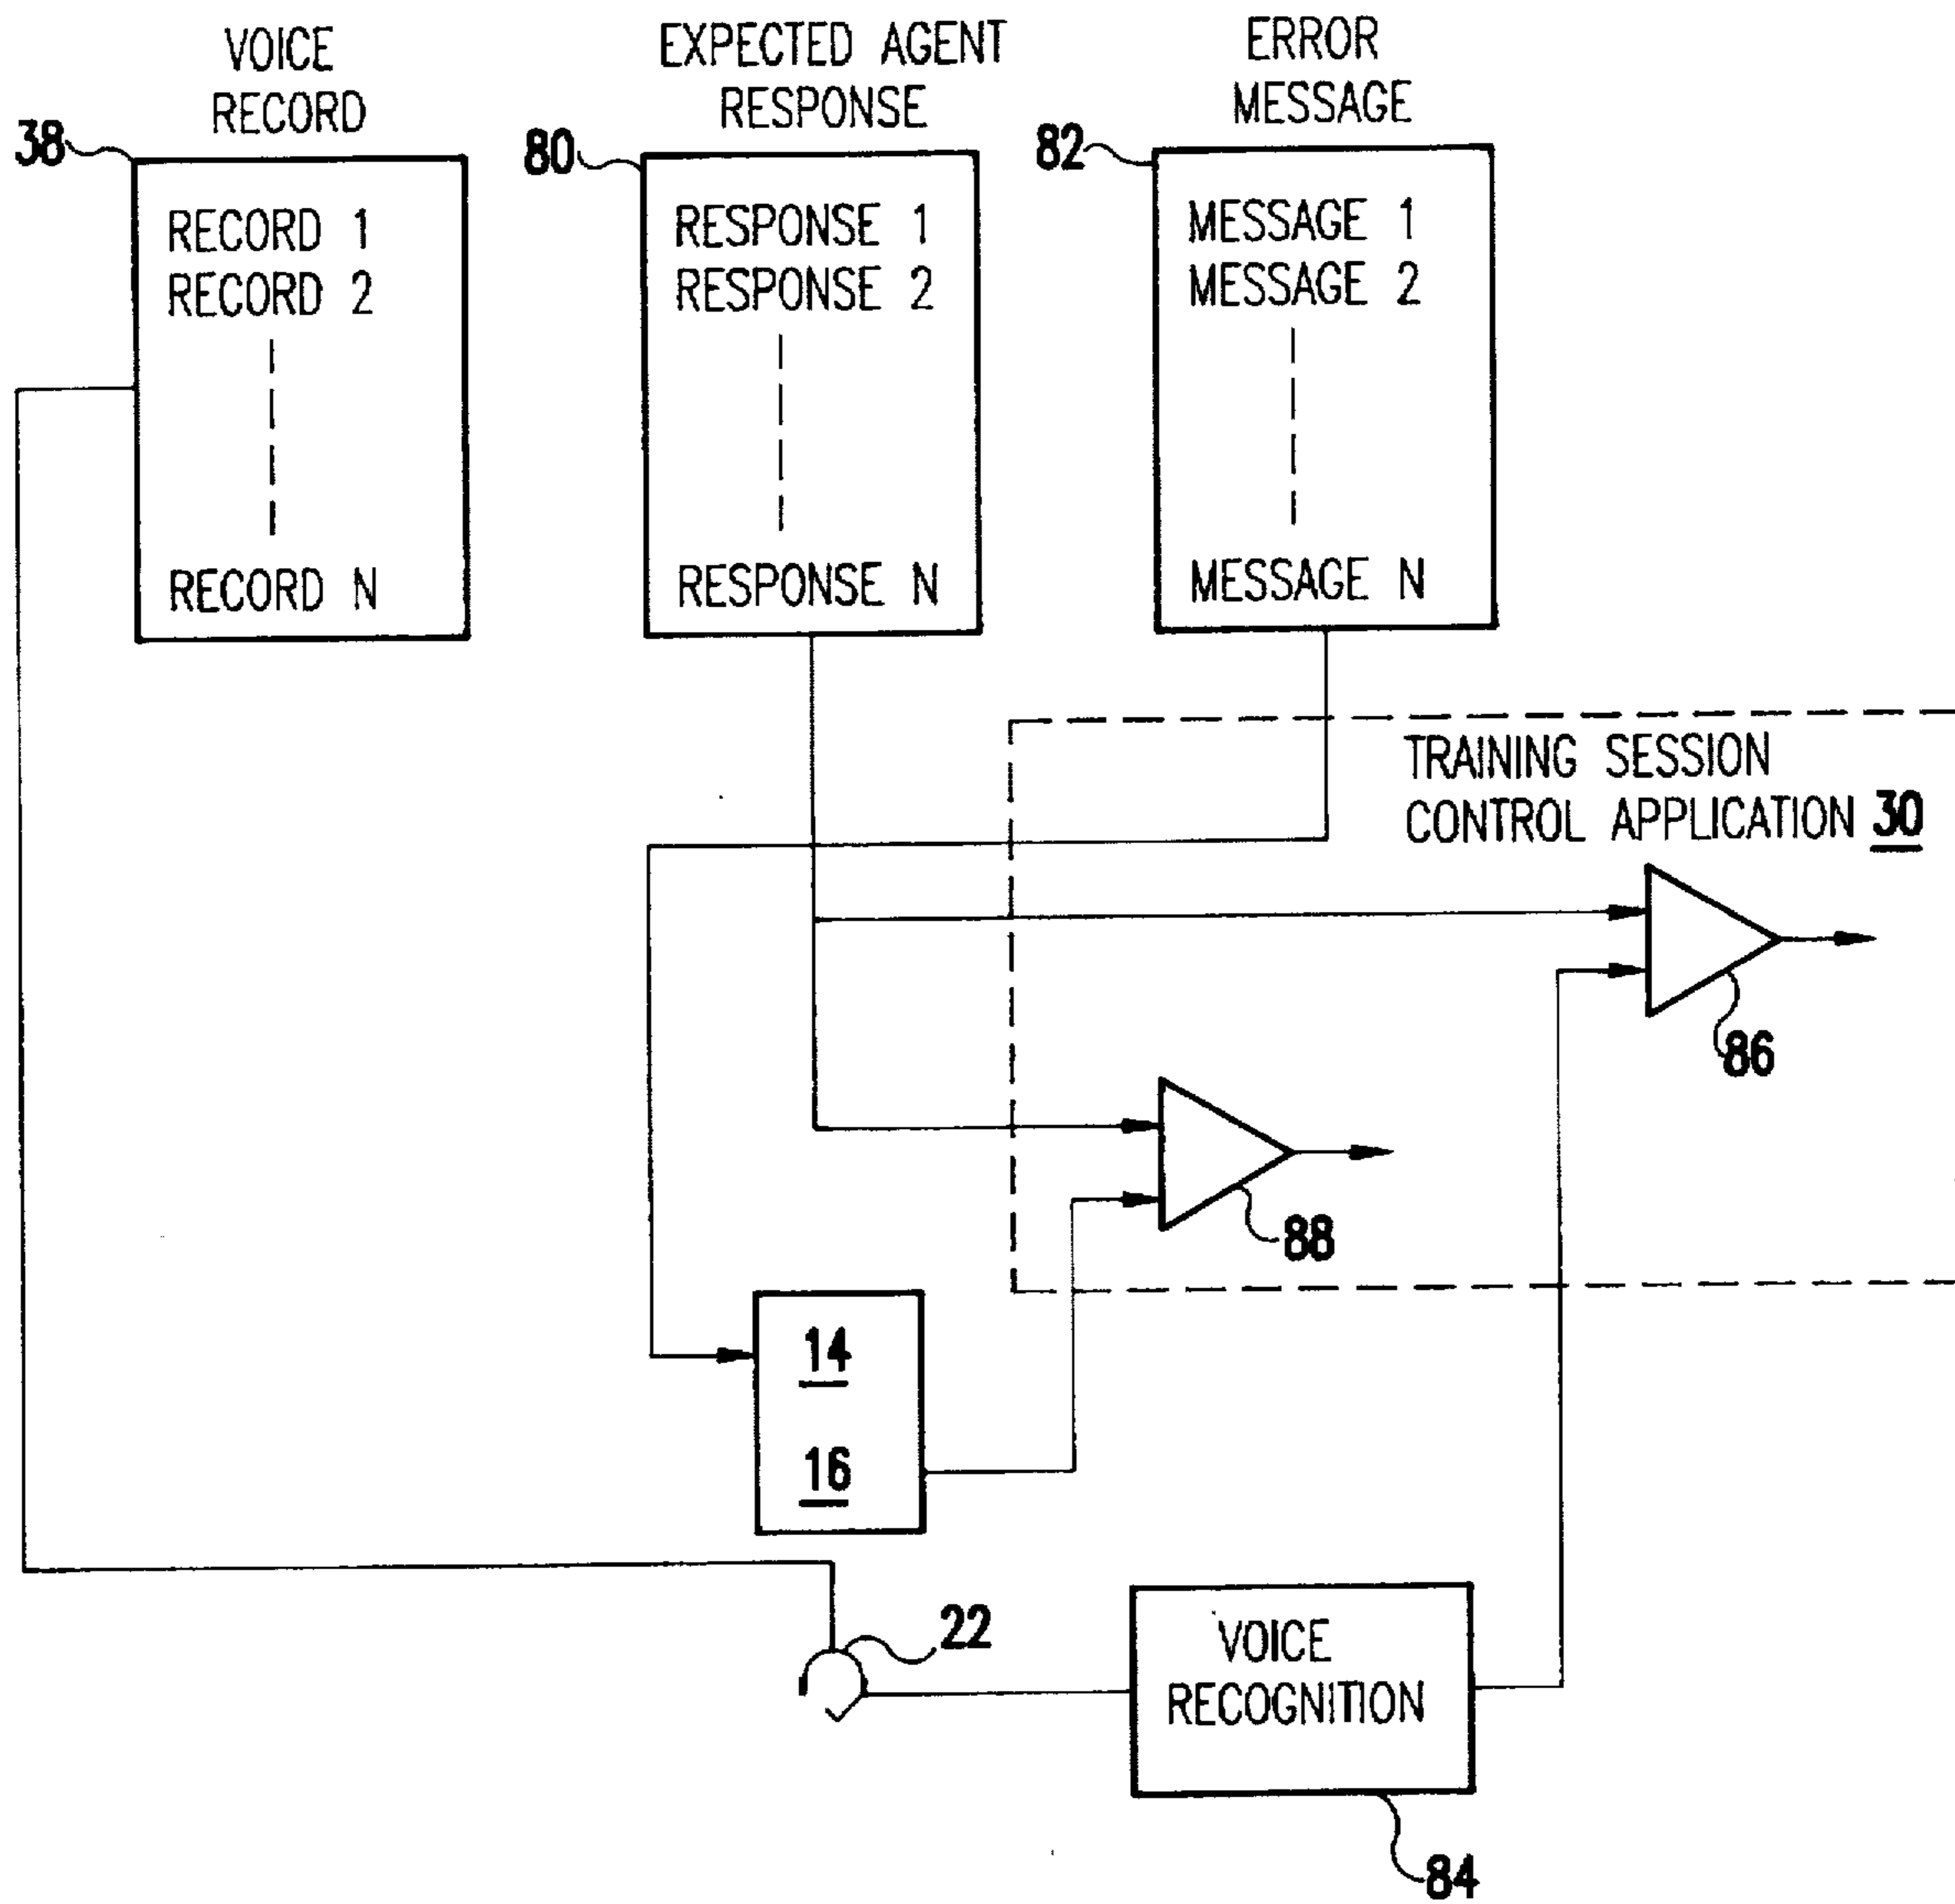 VOICE
RECORD
EXPECTED AGENT
RESPONSE
ERROR
MESSAGE
38
80
82
RECORD 1
RECORD 2
RECORD N
RESPONSE 1
RESPONSE 2
RESPONSE N
MESSAGE 1
MESSAGE 2
MESSAGE N
TRAINING SESSION
CONTROL APPLICATION 30
86
88
14
16
22
VOICE
RECOGNITION
84